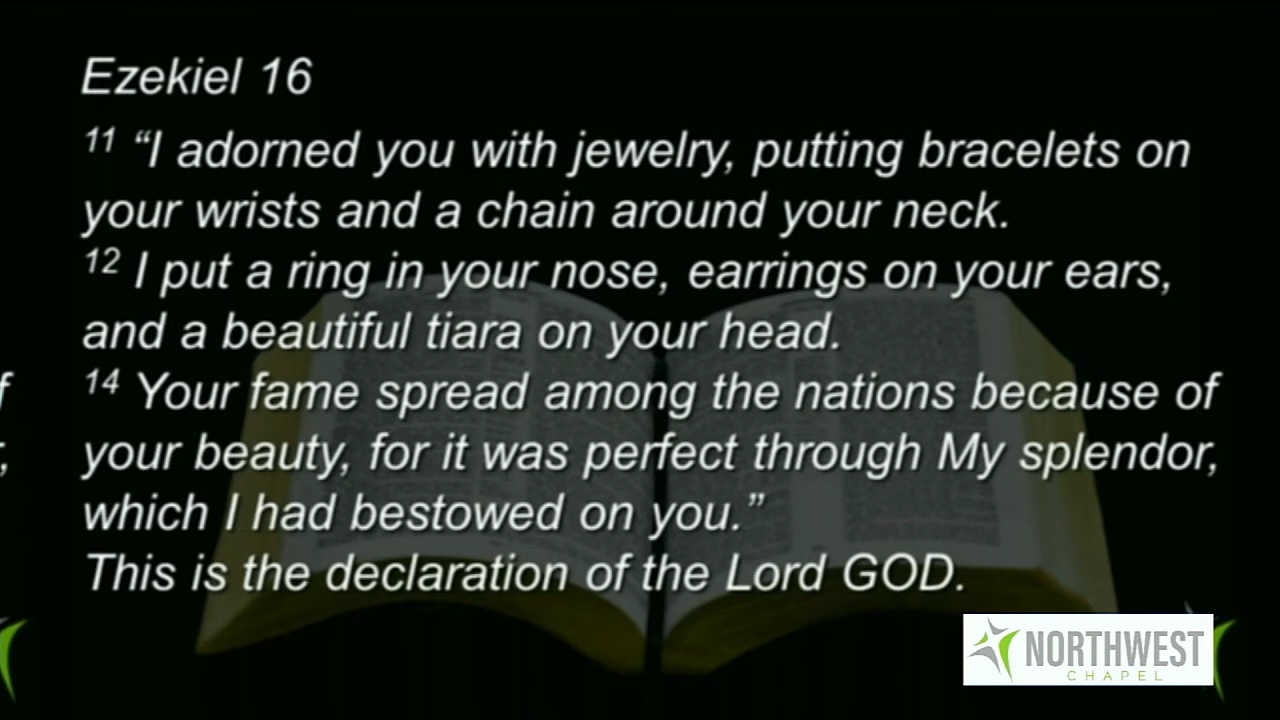 Ezekiel 16
11 “I adorned you with jewelry, putting bracelets on
your wrists and a chain around your neck.
12 I put a ring in your nose, earrings on your ears,
and a beautiful tiara on your head.
14 Your fame spread among the nations because of
your beauty, for it was perfect through My splendor,
which I had bestowed on you.”
This is the declaration of the Lord GOD.
NORTHWEST
CHAPEL